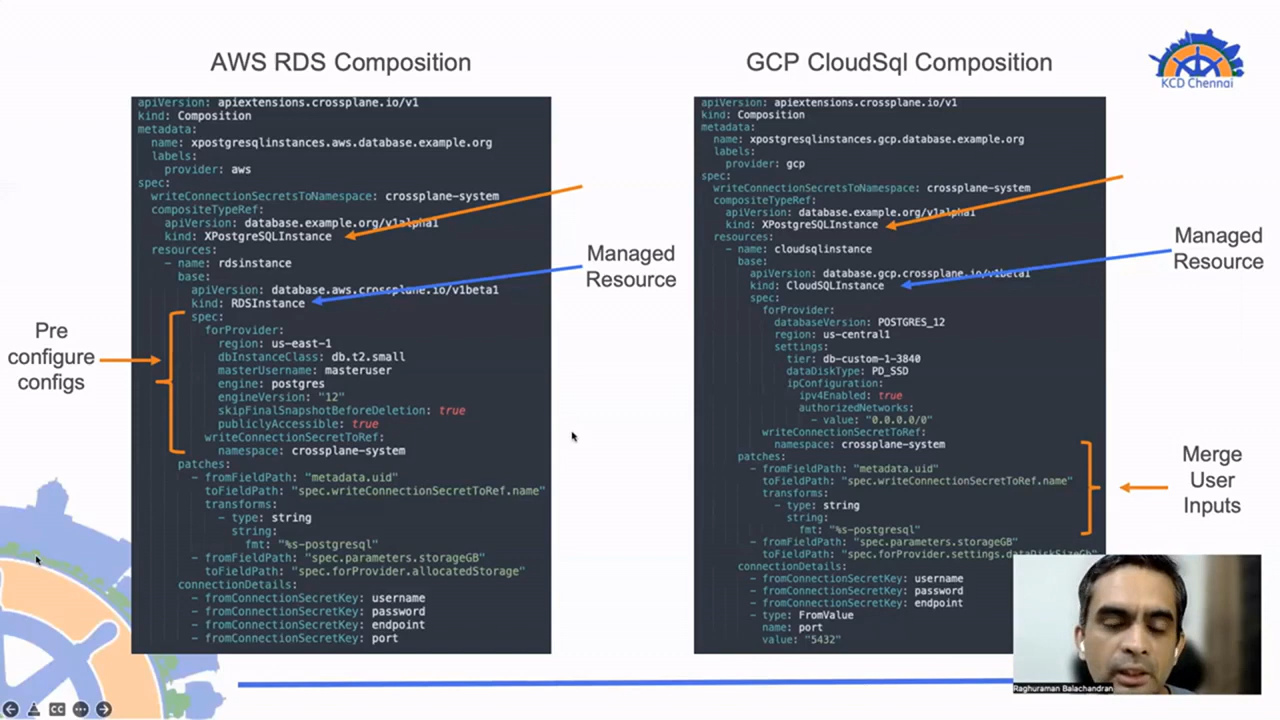 AWS RDS Composition
GCP CloudSql Composition
KCD Chennai
apiVersion: apiextensions.crossplane.io/v1
kind: Composition
metadata:
name: xpostgresqlinstances.aws.database.example.org
labels:
provider: aws
spec:
writeConnectionSecretsToNamespace: crossplane-system
compositeTypeRef:
apiVersion: database.example.org/v1alpha1
kind: XPostgreSQLInstance
resources:
- name: rdsinstance
base:
apiVersion: database.aws.crossplane.io/v1beta1
kind: RDSInstance
spec:
forProvider:
region: us-east-1
dbInstanceClass: db.t2.small
masterUsername: masteruser
engine: postgres
engineVersion: "12"
skipFinalSnapshotBeforeDeletion: true
publiclyAccessible: true
writeConnectionSecretToRef:
namespace: crossplane-system
patches:
- fromFieldPath: "metadata.uid"
toFieldPath: "spec.writeConnectionSecretToRef.name"
transforms:
- type: string
string:
fmt: "%s-postgresql"
- fromFieldPath: "spec.parameters.storageGB"
toFieldPath: "spec.forProvider.allocatedStorage"
connectionDetails:
- fromConnectionSecretKey: username
- fromConnectionSecretKey: password
- fromConnectionSecretKey: endpoint
- fromConnectionSecretKey: port
Pre
configure
configs
Managed
Resource
apiVersion: apiextensions.crossplane.io/v1
kind: Composition
metadata:
name: xpostgresqlinstances.gcp.database.example.org
labels:
provider: gcp
spec:
writeConnectionSecretsToNamespace: crossplane-system
compositeTypeRef:
apiVersion: database.example.org/v1alpha1
kind: XPostgreSQLInstance
resources:
- name: cloudsqlinstance
base:
apiVersion: database.gcp.crossplane.io/v1beta1
kind: CloudSQLInstance
spec:
forProvider:
databaseVersion: POSTGRES_12
region: us-central1
settings:
tier: db-custom-1-3840
dataDiskType: PD_SSD
ipConfiguration:
ipv4Enabled: true
authorizedNetworks:
- value: "0.0.0.0/0"
writeConnectionSecretToRef:
namespace: crossplane-system
patches:
- fromFieldPath: "metadata.uid"
toFieldPath: "spec.writeConnectionSecretToRef.name"
transforms:
- type: string
string:
fmt: "%s-postgresql"
- fromFieldPath: "spec.parameters.storageGB"
toFieldPath: "spec.forProvider.settings.dataDiskSizeGb"
connectionDetails:
- fromConnectionSecretKey: username
- fromConnectionSecretKey: password
- fromConnectionSecretKey: endpoint
- type: FromValue
name: port
value: "5432"
Managed
Resource
Merge
User
Inputs
Raghuraman Balachandran
CC